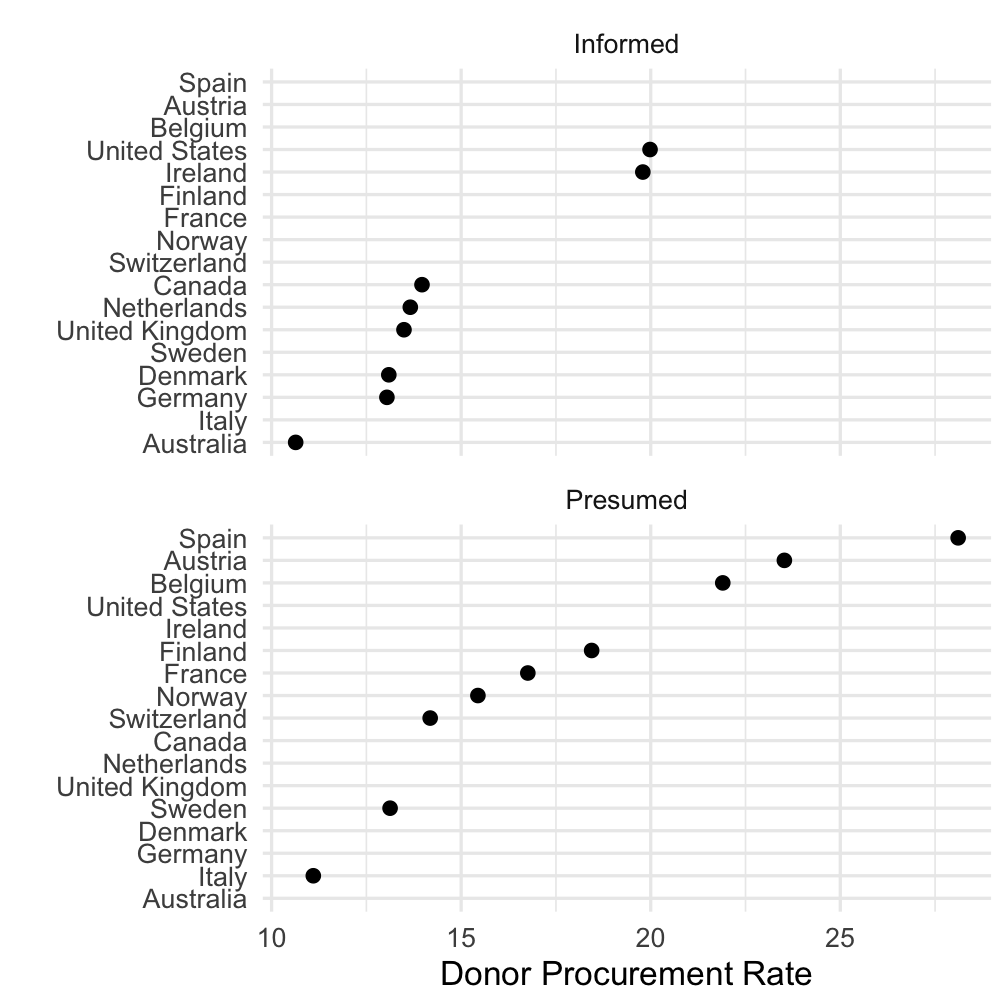 Informed
Spain
Austria
Belgium
United States
Ireland
Finland
France
Norway
Switzerland
Canada
Netherlands
United Kingdom
Sweden
Denmark
Germany
Italy
Australia
Presumed
Spain
Austria
Belgium
United States
Ireland
Finland
France
Norway
Switzerland
Canada
Netherlands
United Kingdom
Sweden
Denmark
Germany
Italy
Australia
10 15 20 25
Donor Procurement Rate